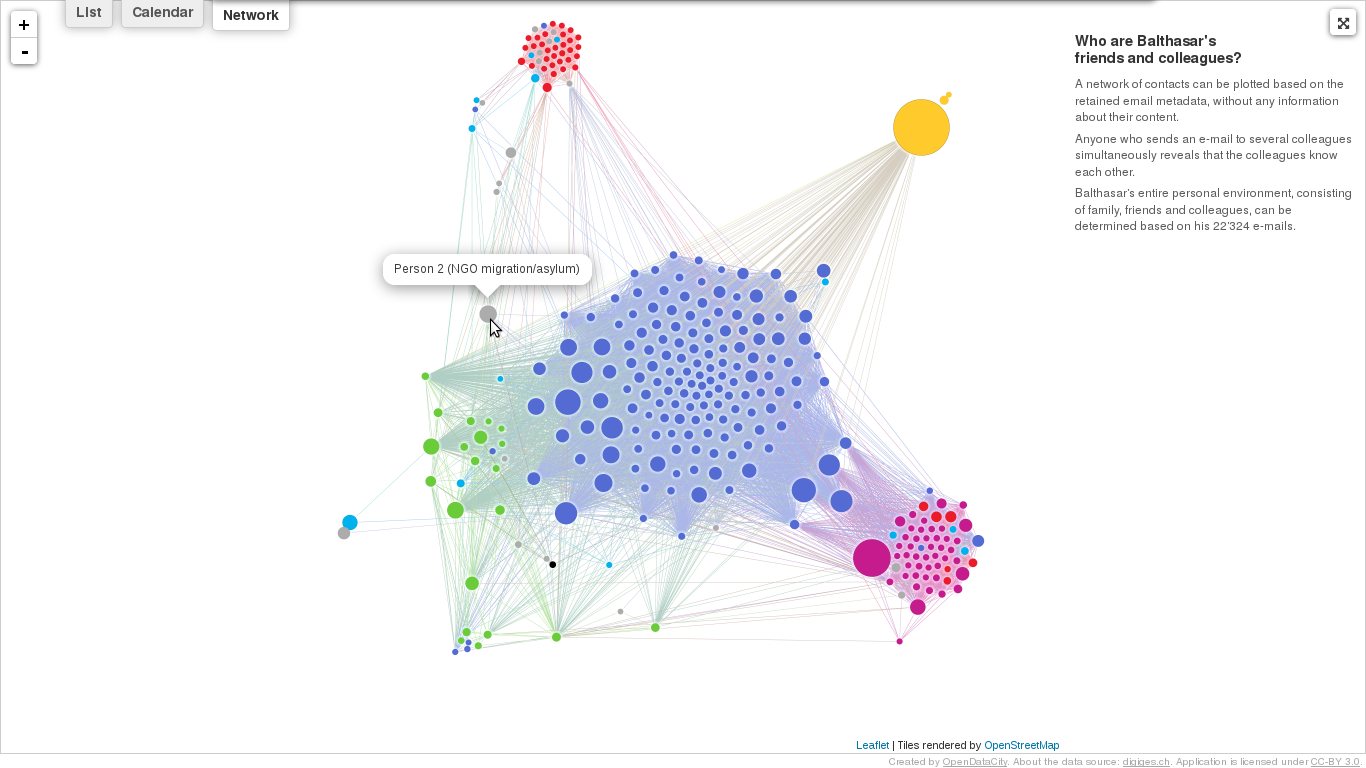 +
-
List
Calendar
Network
Who are Balthasar's
friends and colleagues?
A network of contacts can be plotted based on the
retained email metadata, without any information
about their content.
Anyone who sends an e-mail to several colleagues
simultaneously reveals that the colleagues know
each other.
Balthasar's entire personal environment, consisting
of family, friends and colleagues, can be
determined based on his 22'324 e-mails.
Person 2 (NGO migration/asylum)
Leaflet | Tiles rendered by OpenStreetMap
Created by OpenDataCity. About the data source: digiges.ch. Application is licensed under CC-BY 3.0.